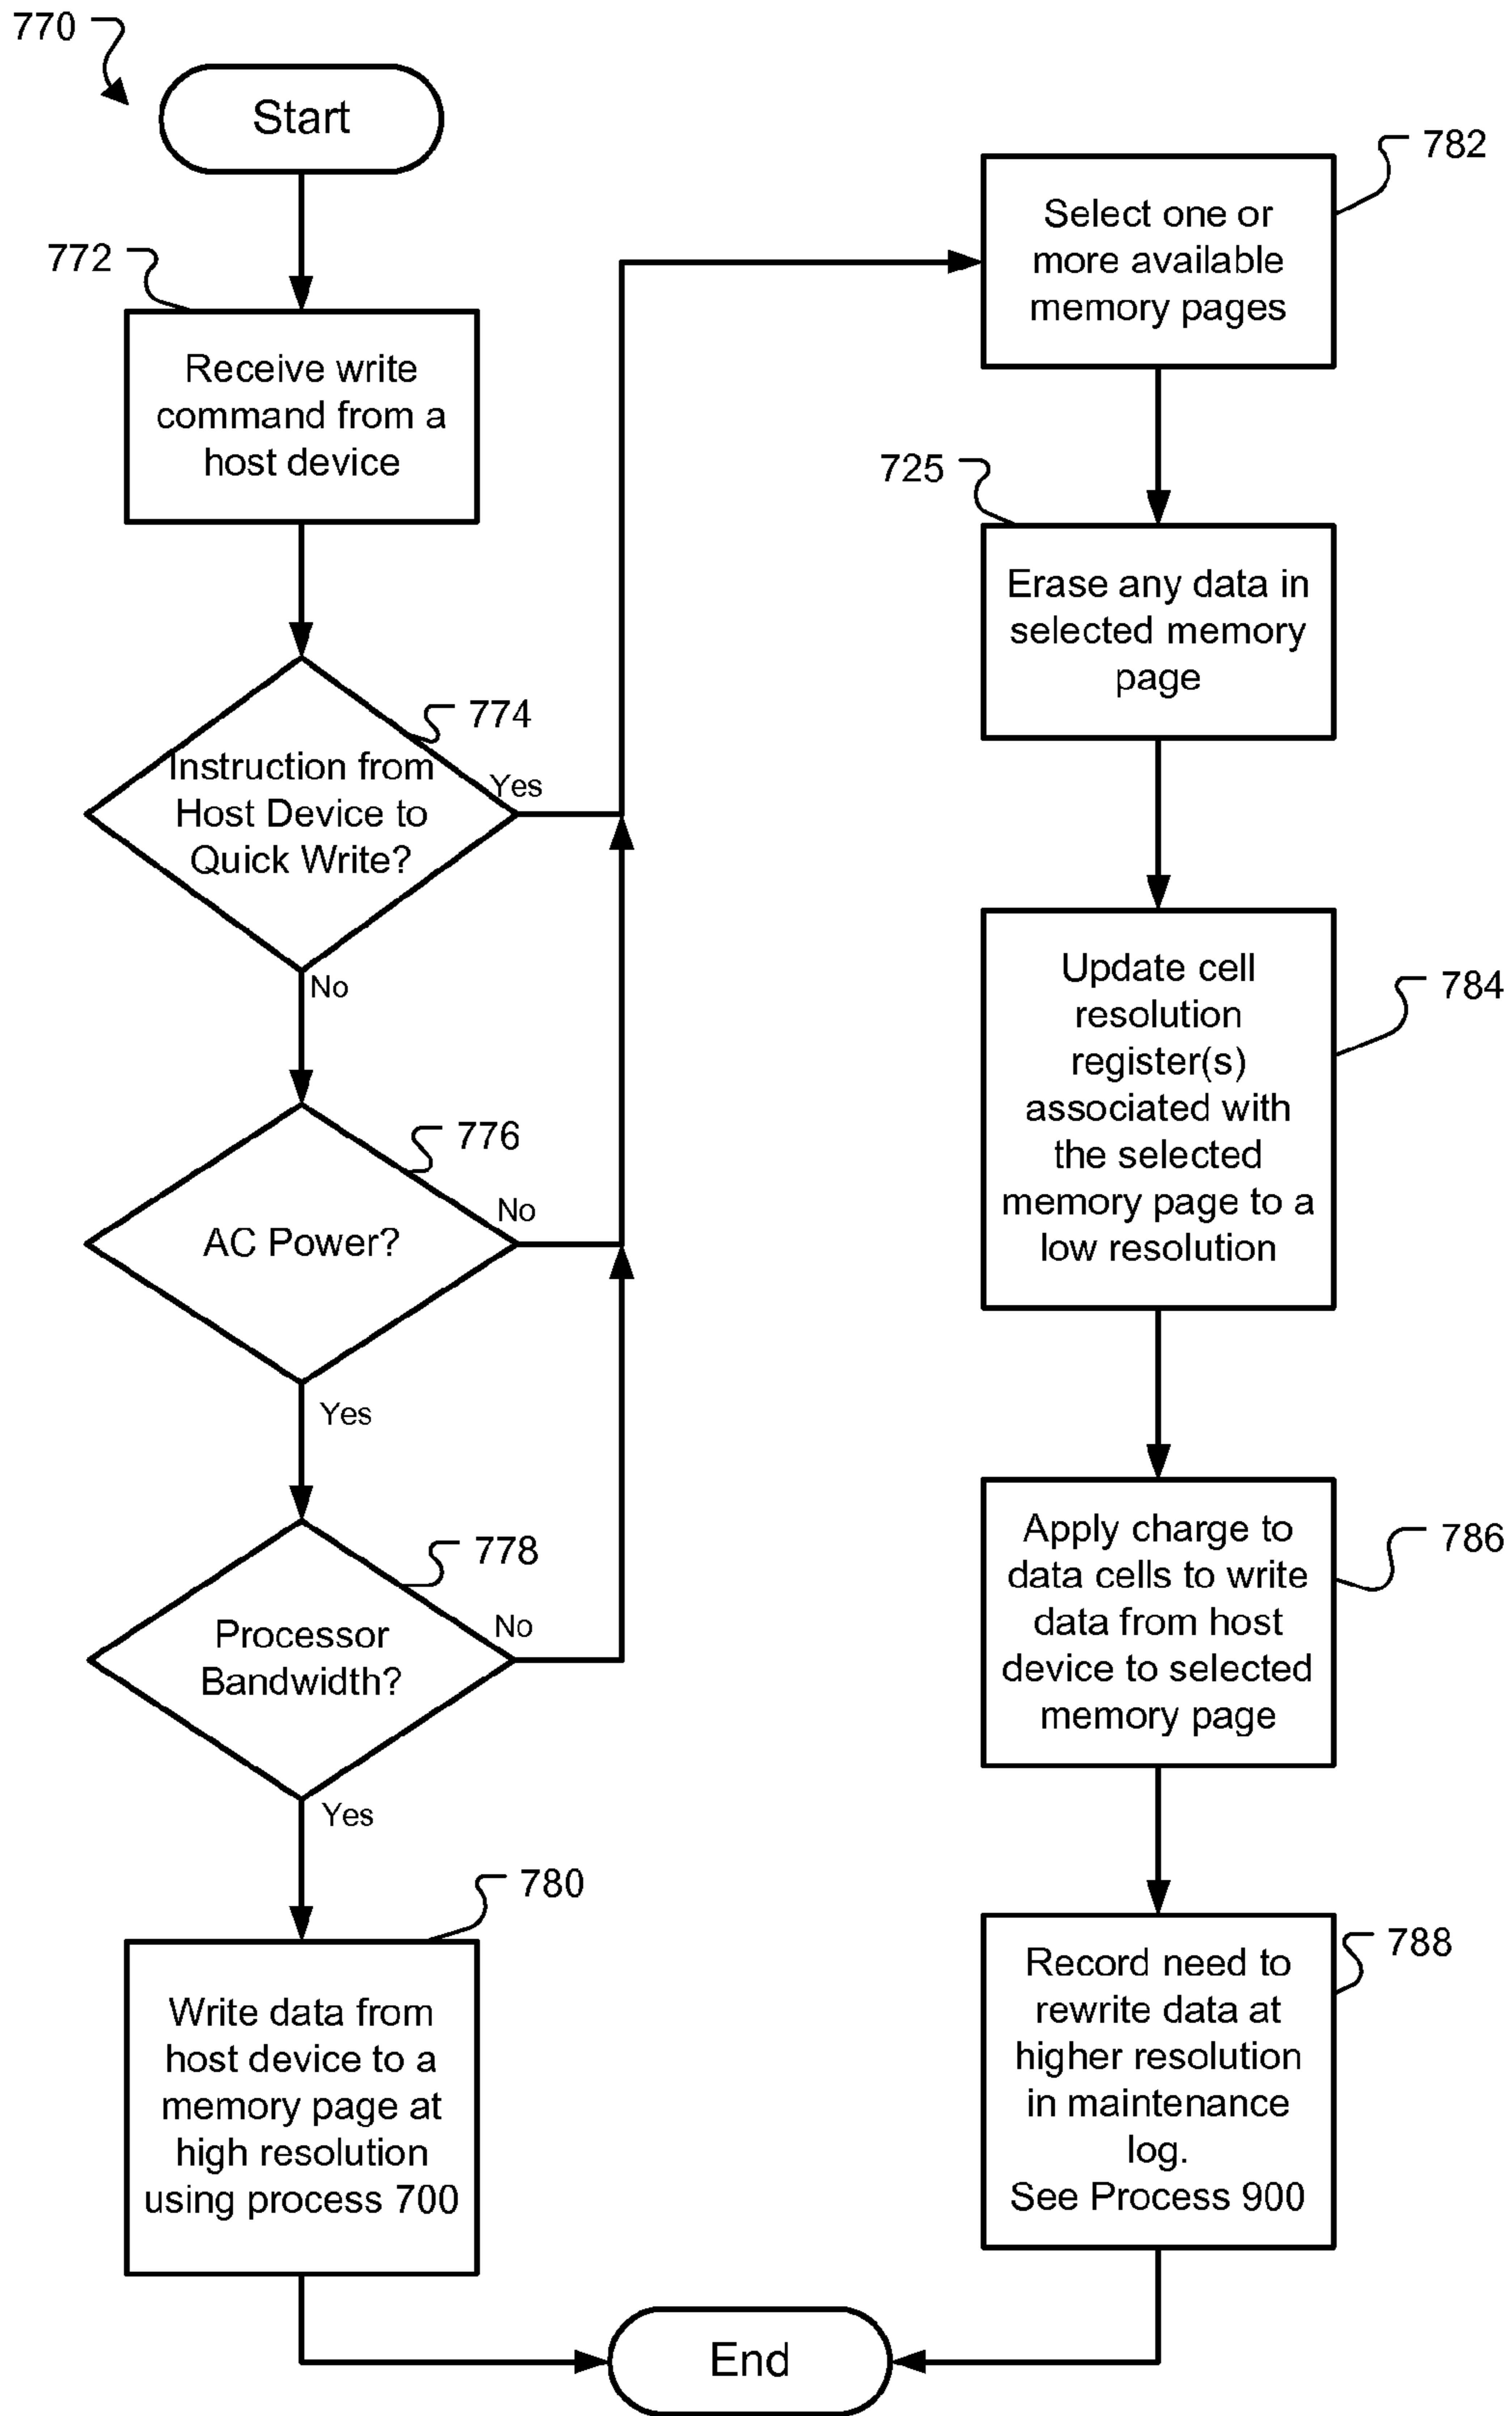 770
Start
772
Receive write
command from a
host device
774
Instruction from
Host Device to
Quick Write?
Yes
No
776
AC Power?
No
Yes
778
Processor
Bandwidth?
No
Yes
780
Write data from
host device to a
memory page at
high resolution
using process 700
782
Select one or
more available
memory pages
725
Erase any data in
selected memory
page
784
Update cell
resolution
register(s)
associated with
the selected
memory page to a
low resolution
786
Apply charge to
data cells to write
data from host
device to selected
memory page
788
Record need to
rewrite data at
higher resolution
in maintenance
log.
See Process 900
End